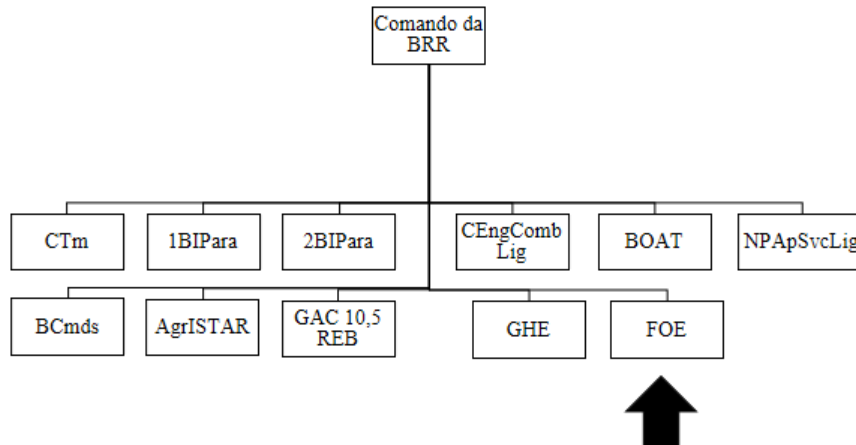 Comando da
BRR
CTm
1BIPara
2BIPara
CEngComb
Lig
BOAT
NPApSvcLig
BCmds
AgrISTAR
GAC 10,5
REB
GHE
FOE